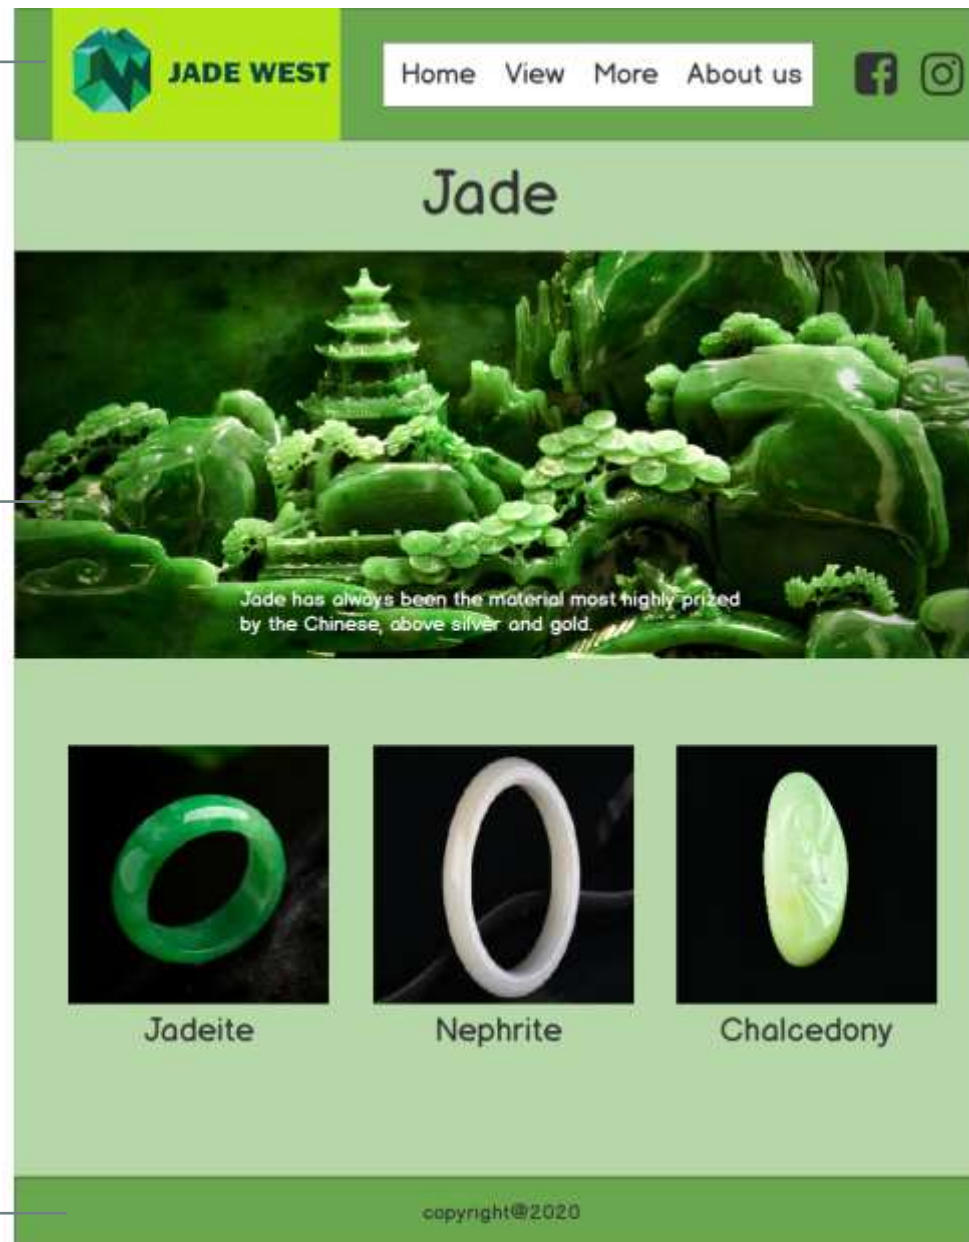 JADE WEST
Home View More About us
Jade
Jade has always been the material most highly prized
by the Chinese, above silver and gold.
Jadeite Nephrite Chalcedony
copyright@2020